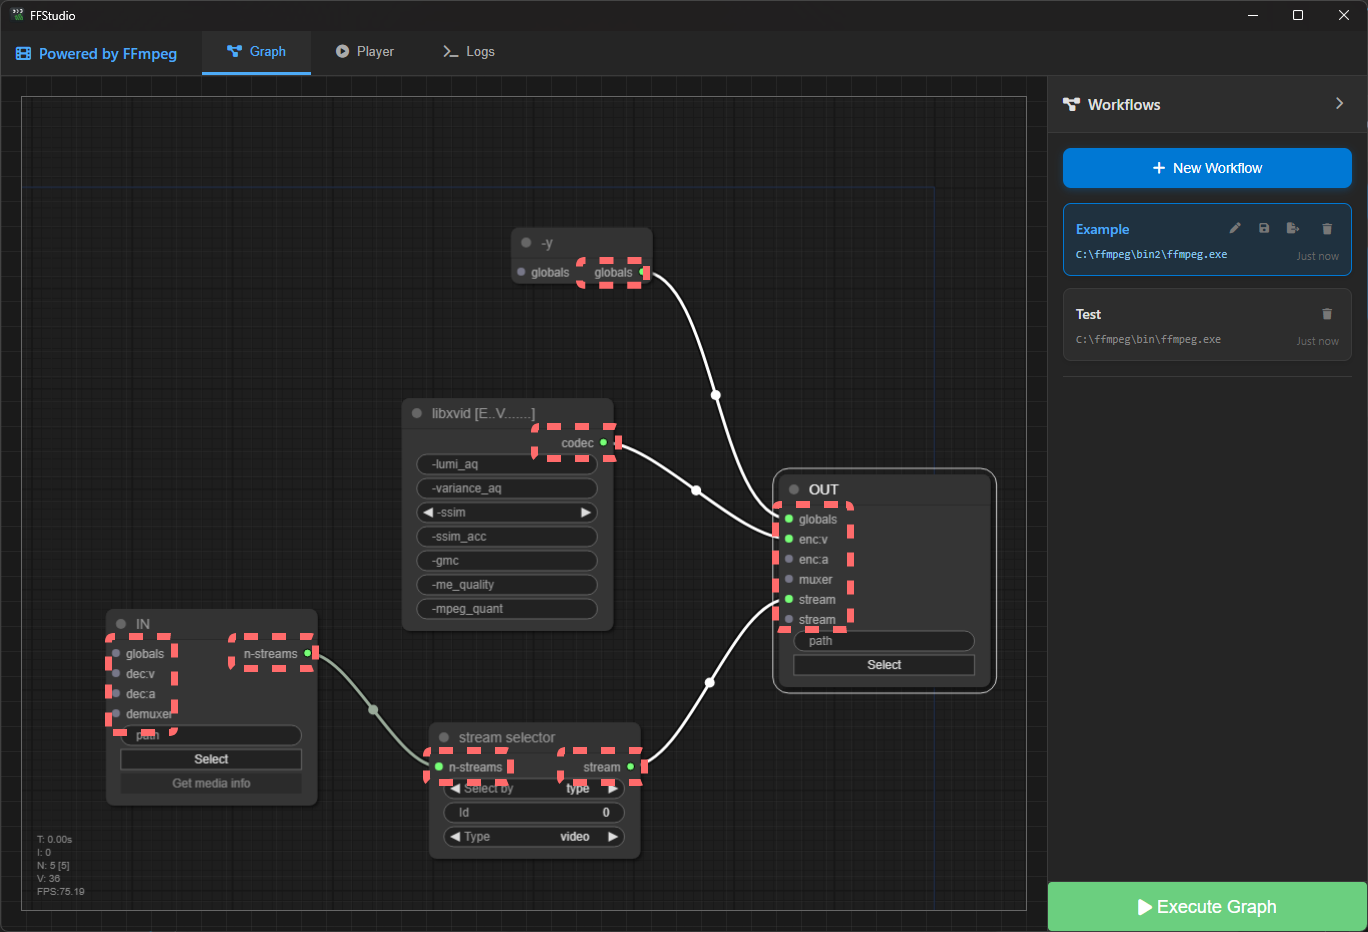 FFStudio
Powered by FFmpeg
Graph
Player
Logs
Workflows
New Workflow
Example
C:\ffmpeg\bin2\ffmpeg.exe
Just now
Test
C:\ffmpeg\bin\ffmpeg.exe
Just now
-y
globals globals
libxvid [E..V.......]
codec
-lumi_aq
-variance_aq
-ssim
-ssim_acc
-gmc
-me_quality
-mpeg_quant
OUT
globals
enc:v
enc:a
muxer
stream
stream
path
Select
IN
globals n-streams
dec:v
dec:a
demuxer
path
Select
Get media info
stream selector
n-streams stream
Select by type
Id 0
Type video
T: 0.00s
I: 0
N: 5 [5]
V: 36
FPS:75.19
Execute Graph